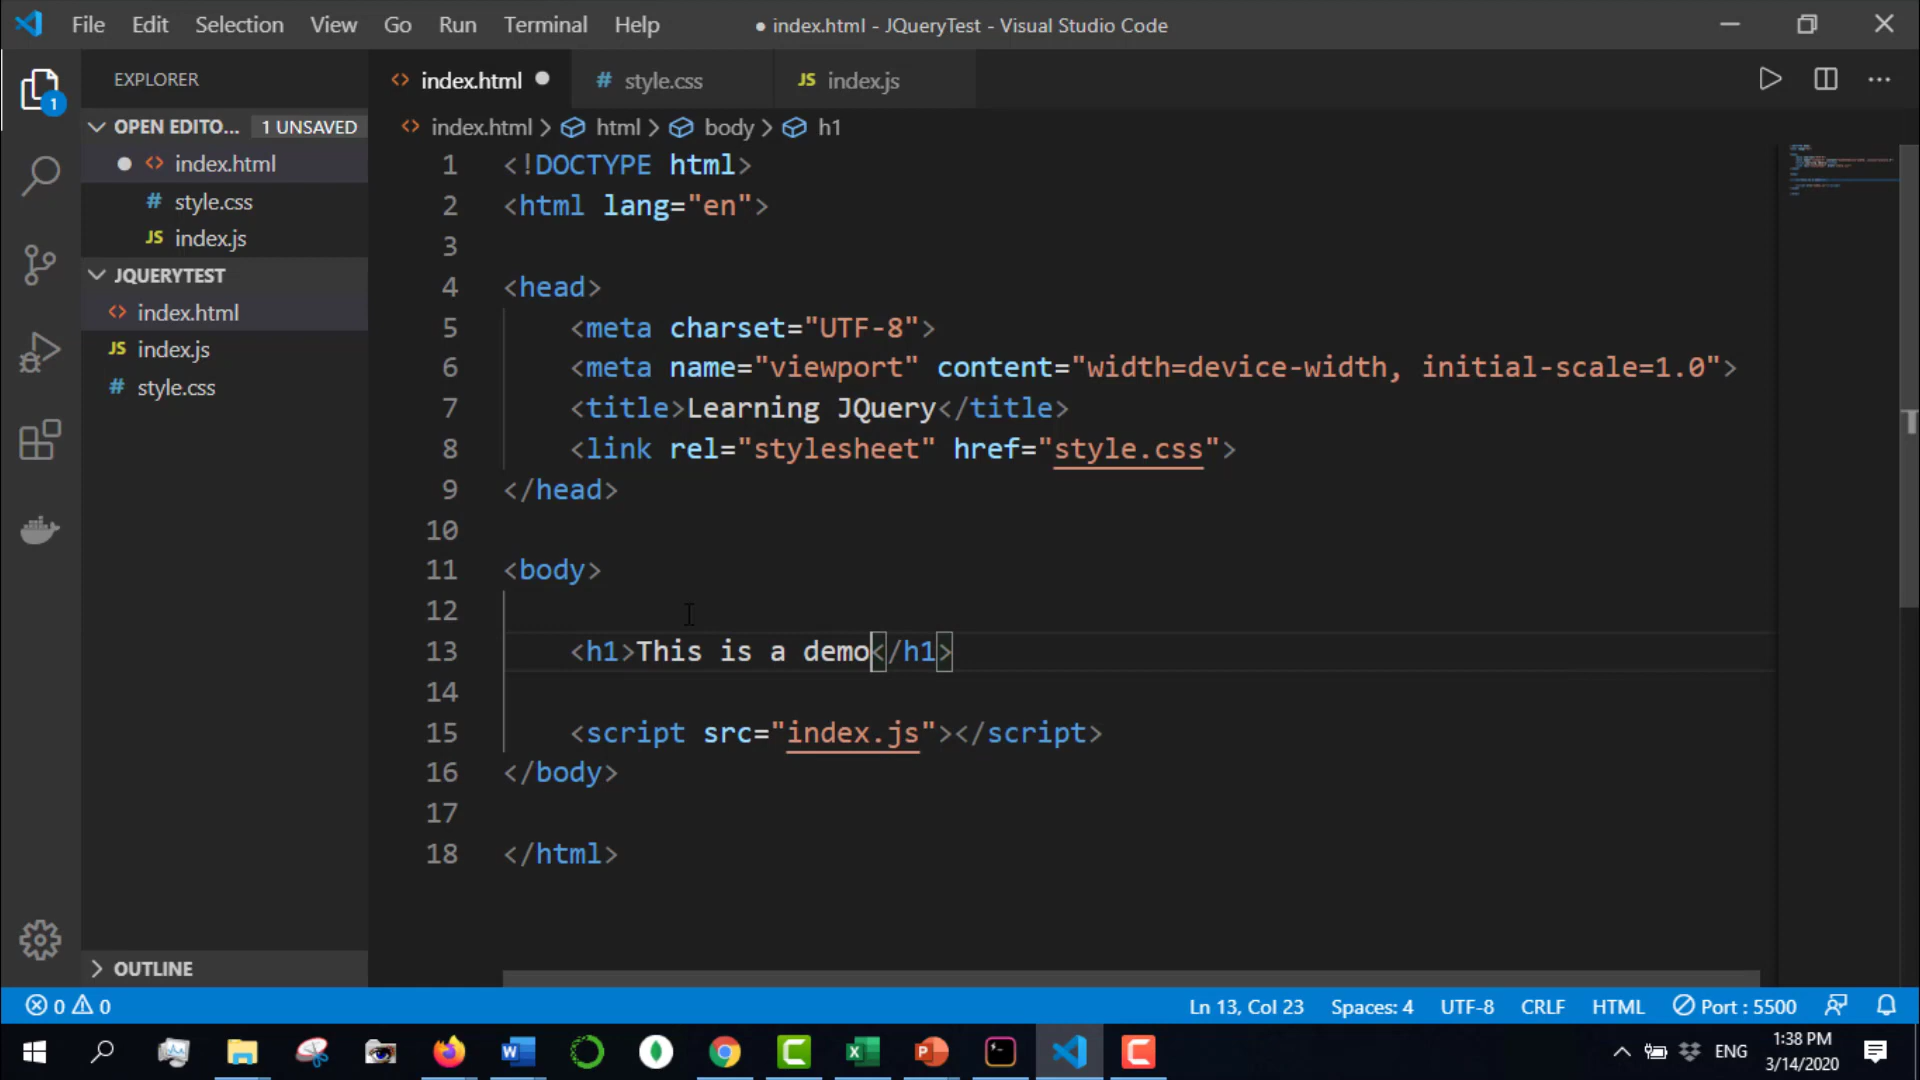 File Edit Selection View Go Run Terminal Help ● index.html - JQueryTest - Visual Studio Code
EXPLORER
OPEN EDITO... 1 UNSAVED
index.html
# style.css
JS index.js
JQUERYTEST
index.html
JS index.js
# style.css
OUTLINE
1
index.html # style.css JS index.js
index.html > html > body > h1
1 <!DOCTYPE html>
2 <html lang="en">
3
4 <head>
5 <meta charset="UTF-8">
6 <meta name="viewport" content="width=device-width, initial-scale=1.0">
7 <title>Learning JQuery</title>
8 <link rel="stylesheet" href="style.css">
9 </head>
10
11 <body>
12
13 <h1>This is a demo</h1>
14
15 <script src="index.js"></script>
16 </body>
17
18 </html>
0 0 Ln 13, Col 23 Spaces: 4 UTF-8 CRLF HTML Port : 5500
ENG 1:38 PM
3/14/2020